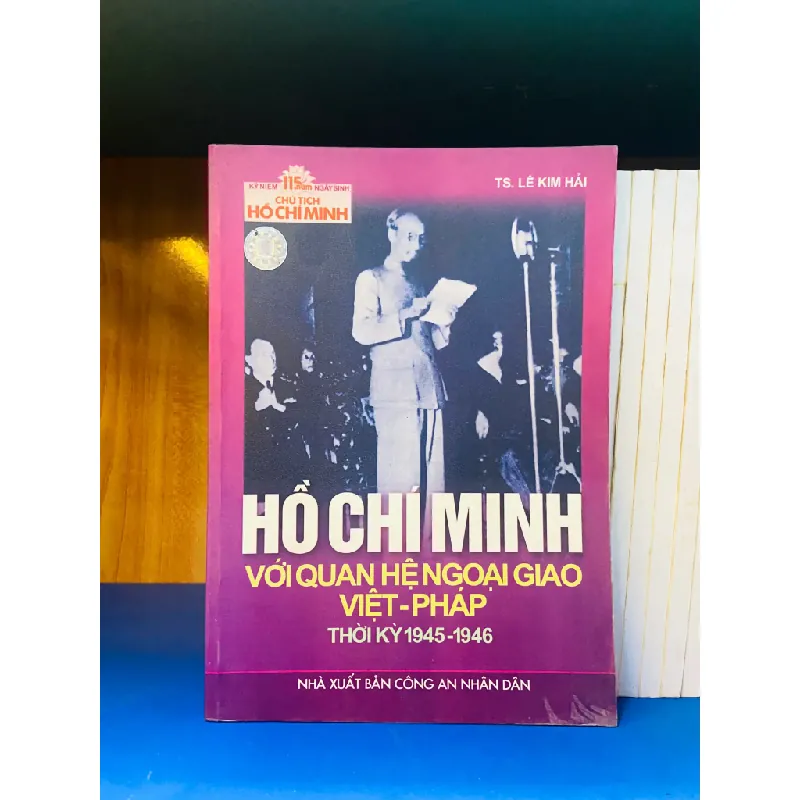 KỶ NIỆM 115 năm NGÀY SINH
CHỦ TỊCH
HỒ CHÍ MINH
TS. LÊ KIM HẢI
HỒ CHÍ MINH
VỚI QUAN HỆ NGOẠI GIAO
VIỆT-PHÁP
THỜI KỲ 1945-1946
NHÀ XUẤT BẢN CÔNG AN NHÂN DÂN